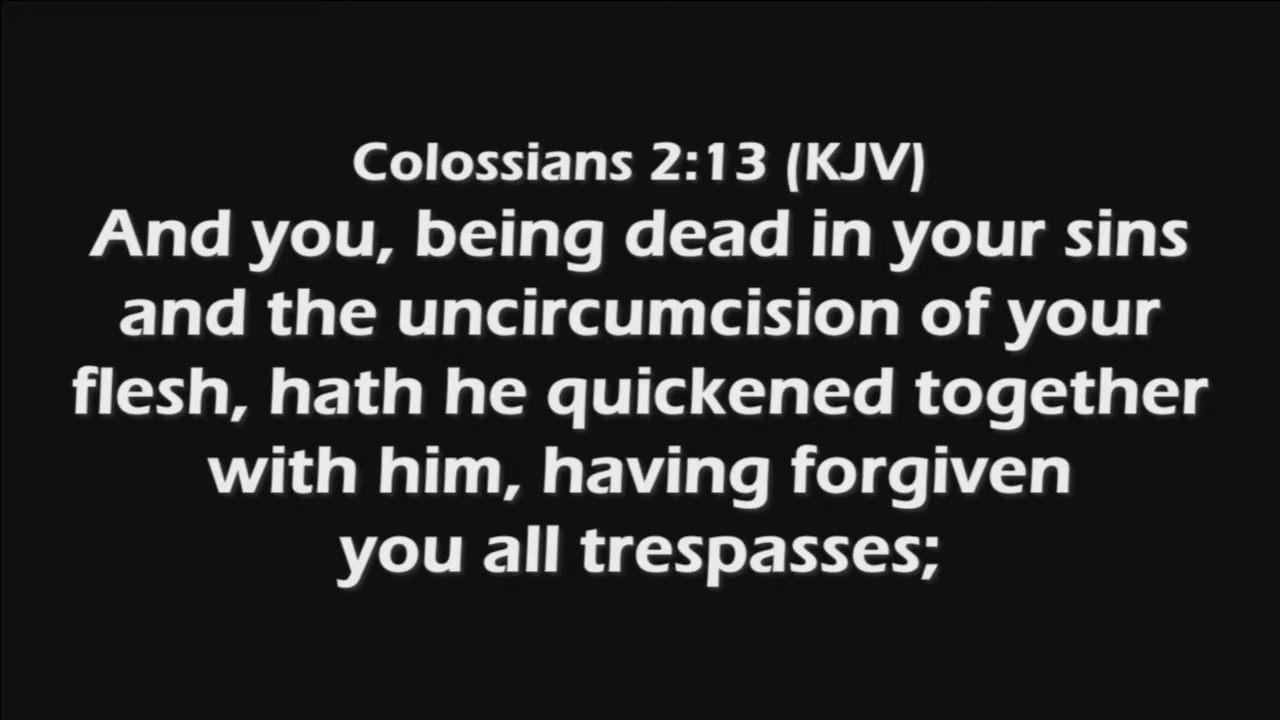 Colossians 2:13 (KJV)
And you, being dead in your sins
and the uncircumcision of your
flesh, hath he quickened together
with him, having forgiven
you all trespasses;